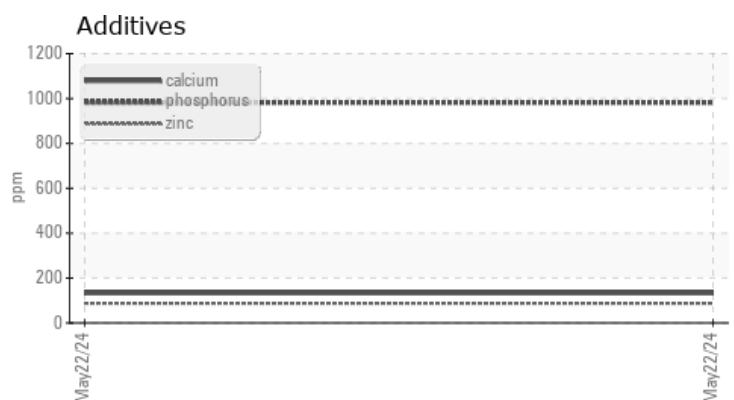 Additives
1200
1000
800
600
400
200
0
ppm
calcium
phosphorus
zinc
May22/24
May22/24